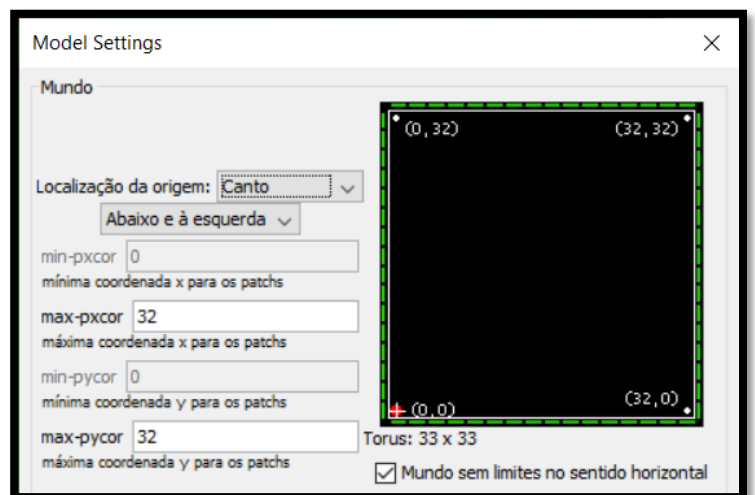 Model Settings
Mundo
(0,32)
(32,32)
Localização da origem: Canto
Abaixo e à esquerda
min-pxcor 0
mínima coordenada x para os patchs
max-pxcor 32
máxima coordenada x para os patchs
min-pycor 0
mínima coordenada y para os patchs
(0,0)
(32,0)
max-pycor 32
máxima coordenada y para os patchs
Torus: 33 x 33
Mundo sem limites no sentido horizontal